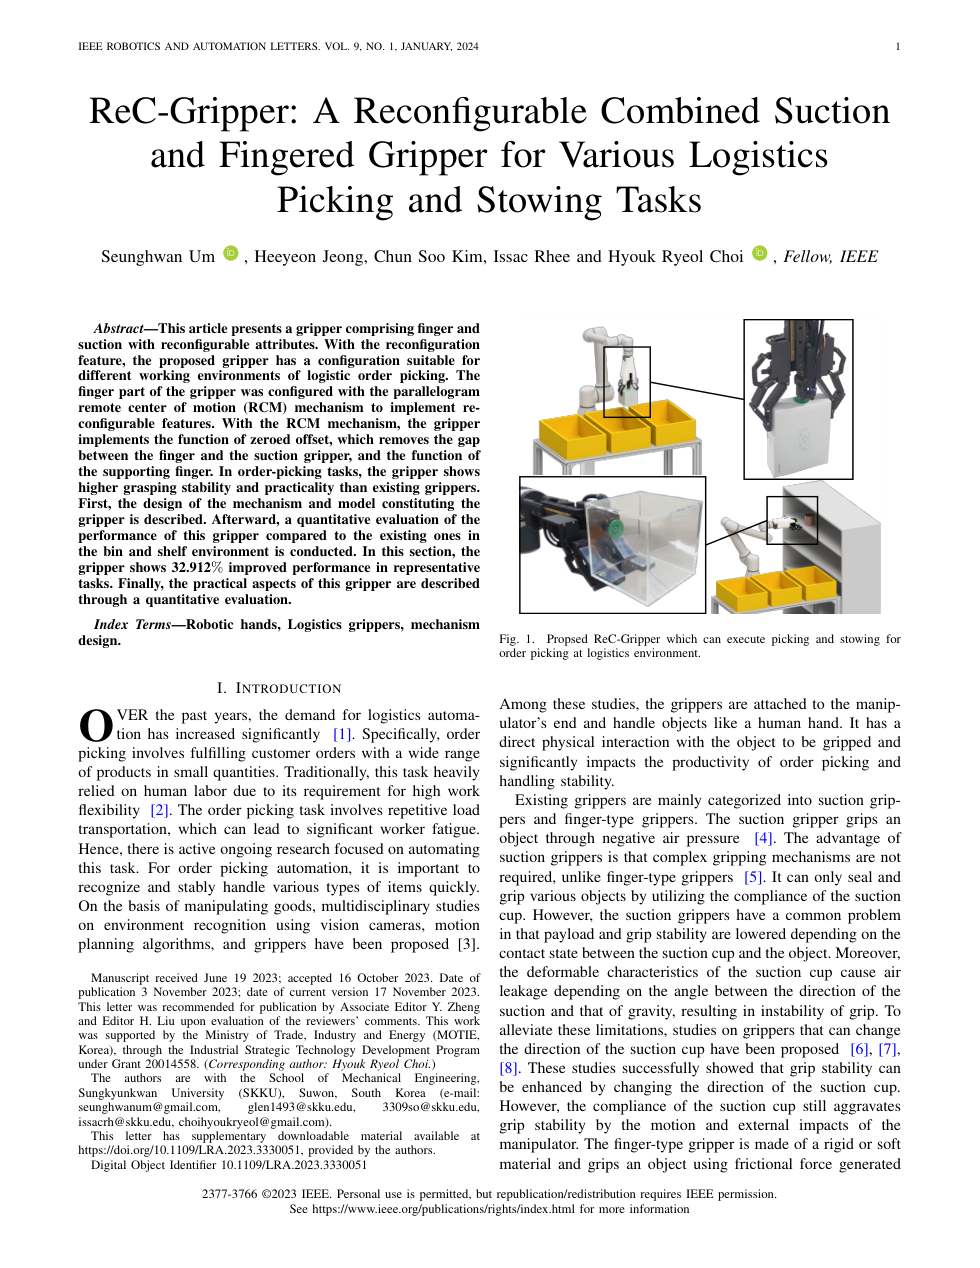 IEEE ROBOTICS AND AUTOMATION LETTERS. VOL. 9, NO. 1, JANUARY, 2024 1
ReC-Gripper: A Reconfigurable Combined Suction
and Fingered Gripper for Various Logistics
Picking and Stowing Tasks
Seunghwan Um iD , Heeyeon Jeong, Chun Soo Kim, Issac Rhee and Hyouk Ryeol Choi iD , Fellow, IEEE
Abstract—This article presents a gripper comprising finger and
suction with reconfigurable attributes. With the reconfiguration
feature, the proposed gripper has a configuration suitable for
different working environments of logistic order picking. The
finger part of the gripper was configured with the parallelogram
remote center of motion (RCM) mechanism to implement re-
configurable features. With the RCM mechanism, the gripper
implements the function of zeroed offset, which removes the gap
between the finger and the suction gripper, and the function of
the supporting finger. In order-picking tasks, the gripper shows
higher grasping stability and practicality than existing grippers.
First, the design of the mechanism and model constituting the
gripper is described. Afterward, a quantitative evaluation of the
performance of this gripper compared to the existing ones in
the bin and shelf environment is conducted. In this section, the
gripper shows 32.912% improved performance in representative
tasks. Finally, the practical aspects of this gripper are described
through a quantitative evaluation.
Index Terms—Robotic hands, Logistics grippers, mechanism
design.
I. INTRODUCTION
OVER the past years, the demand for logistics automa-
tion has increased significantly [1]. Specifically, order
picking involves fulfilling customer orders with a wide range
of products in small quantities. Traditionally, this task heavily
relied on human labor due to its requirement for high work
flexibility [2]. The order picking task involves repetitive load
transportation, which can lead to significant worker fatigue.
Hence, there is active ongoing research focused on automating
this task. For order picking automation, it is important to
recognize and stably handle various types of items quickly.
On the basis of manipulating goods, multidisciplinary studies
on environment recognition using vision cameras, motion
planning algorithms, and grippers have been proposed [3].
Manuscript received June 19 2023; accepted 16 October 2023. Date of
publication 3 November 2023; date of current version 17 November 2023.
This letter was recommended for publication by Associate Editor Y. Zheng
and Editor H. Liu upon evaluation of the reviewers' comments. This work
was supported by the Ministry of Trade, Industry and Energy (MOTIE,
Korea), through the Industrial Strategic Technology Development Program
under Grant 20014558. (Corresponding author: Hyouk Ryeol Choi.)
The authors are with the School of Mechanical Engineering,
Sungkyunkwan University (SKKU), Suwon, South Korea (e-mail:
seunghwanum@gmail.com, glen1493@skku.edu, 3309so@skku.edu,
issacrh@skku.edu, choihyoukryeol@gmail.com).
This letter has supplementary downloadable material available at
https://doi.org/10.1109/LRA.2023.3330051, provided by the authors.
Digital Object Identifier 10.1109/LRA.2023.3330051
Fig. 1. Propsed ReC-Gripper which can execute picking and stowing for
order picking at logistics environment.
Among these studies, the grippers are attached to the manip-
ulator's end and handle objects like a human hand. It has a
direct physical interaction with the object to be gripped and
significantly impacts the productivity of order picking and
handling stability.
Existing grippers are mainly categorized into suction grip-
pers and finger-type grippers. The suction gripper grips an
object through negative air pressure [4]. The advantage of
suction grippers is that complex gripping mechanisms are not
required, unlike finger-type grippers [5]. It can only seal and
grip various objects by utilizing the compliance of the suction
cup. However, the suction grippers have a common problem
in that payload and grip stability are lowered depending on the
contact state between the suction cup and the object. Moreover,
the deformable characteristics of the suction cup cause air
leakage depending on the angle between the direction of the
suction and that of gravity, resulting in instability of grip. To
alleviate these limitations, studies on grippers that can change
the direction of the suction cup have been proposed [6], [7],
[8]. These studies successfully showed that grip stability can
be enhanced by changing the direction of the suction cup.
However, the compliance of the suction cup still aggravates
grip stability by the motion and external impacts of the
manipulator. The finger-type gripper is made of a rigid or soft
material and grips an object using frictional force generated
2377-3766 ©2023 IEEE. Personal use is permitted, but republication/redistribution requires IEEE permission.
See https://www.ieee.org/publications/rights/index.html for more information